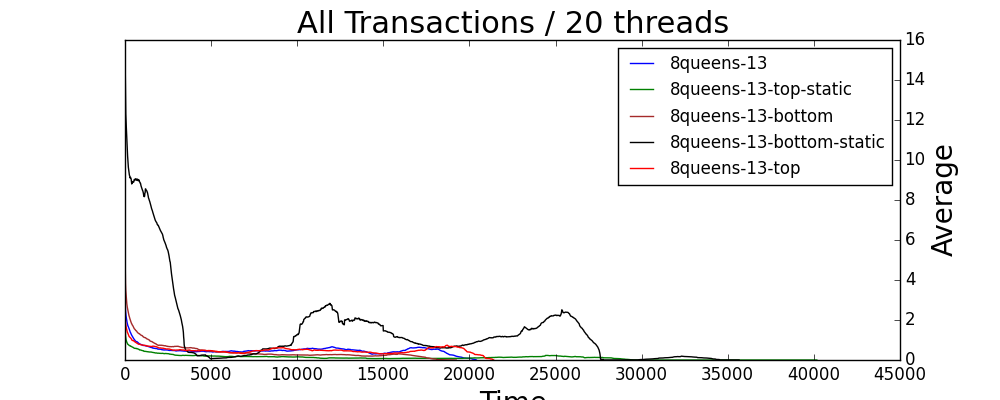 All Transactions / 20 threads
8queens-13
8queens-13-top-static
8queens-13-bottom
8queens-13-bottom-static
8queens-13-top
16
14
12
10
8
6
4
2
0
Average
0 5000 10000 15000 20000 25000 30000 35000 40000 45000
Time